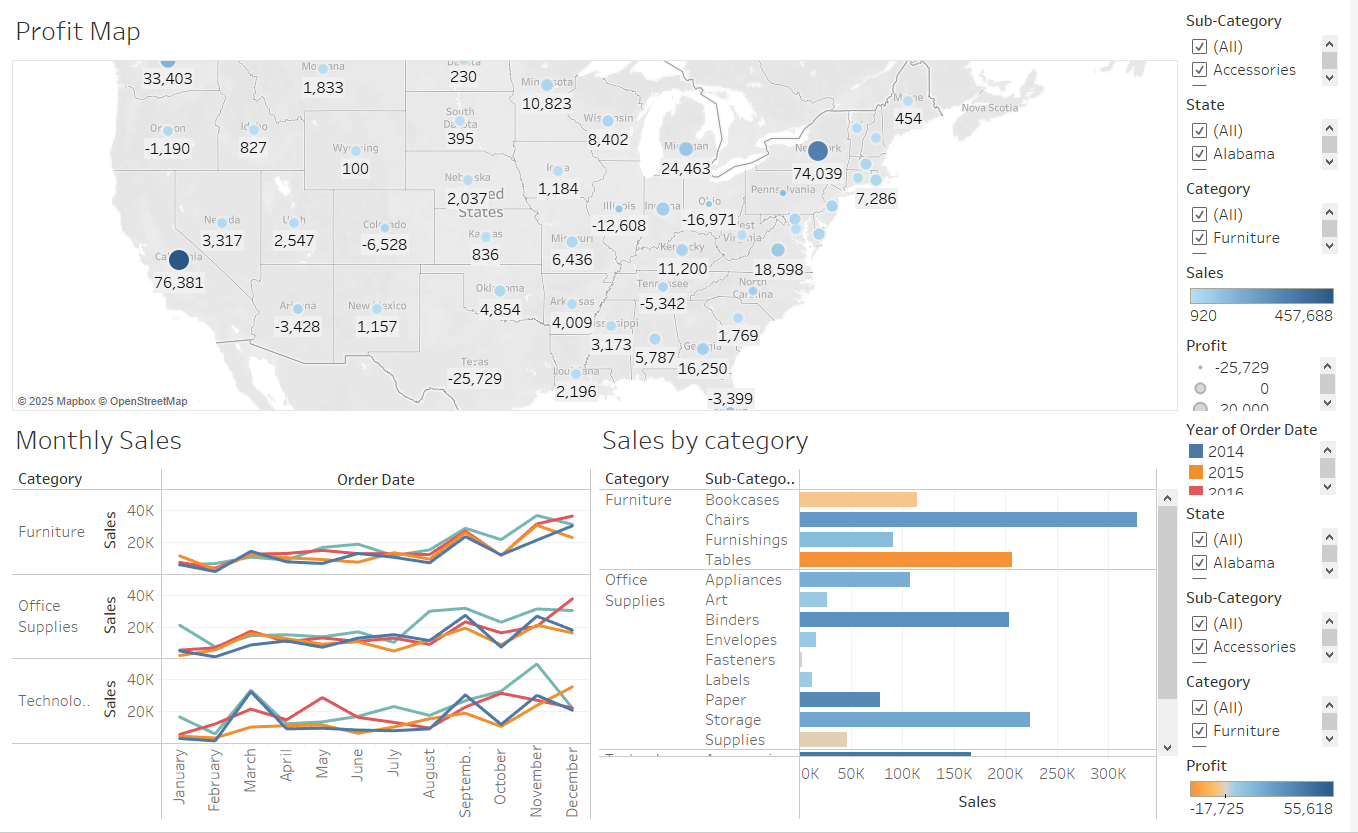 Profit Map
33,403
Montana
1,833
230
Minnesota
10,823
Oregon
-1,190
Idaho
827
Wyoming
100
South
Dakota
395
Wisconsin
8,402
Michigan
24,463
New York
74,039
Maine
454
Nova Scotia
Nebraska
2,037
United
States
Iowa
1,184
Illinois
-12,608
Indiana
Ohio
-16,971
Pennsylvania
7,286
Nevada
3,317
Utah
2,547
Colorado
-6,528
Kansas
836
Missouri
6,436
Kentucky
11,200
West
Virginia
18,598
California
76,381
Arizona
-3,428
New Mexico
1,157
Oklahoma
4,854
Arkansas
4,009
Tennessee
-5,342
North
Carolina
Mississippi
3,173
5,787
Georgia
16,250
1,769
Texas
-25,729
Louisiana
2,196
-3,399
© 2025 Mapbox © OpenStreetMap
Sub-Category
(All)
Accessories
State
(All)
Alabama
Category
(All)
Furniture
Sales
920 457,688
Profit
-25,729
0
20,000
Monthly Sales
Category Order Date
Furniture
Sales
40K
20K
Office
Supplies
Sales
40K
20K
Technolo..
Sales
40K
20K
January
February
March
April
May
June
July
August
Septemb..
October
November
December
Sales by category
Category Sub-Catego..
Furniture Bookcases
Chairs
Furnishings
Tables
Office
Supplies
Appliances
Art
Binders
Envelopes
Fasteners
Labels
Paper
Storage
Supplies
0K 50K 100K 150K 200K 250K 300K
Sales
Year of Order Date
2014
2015
2016
State
(All)
Alabama
Sub-Category
(All)
Accessories
Category
(All)
Furniture
Profit
-17,725 55,618